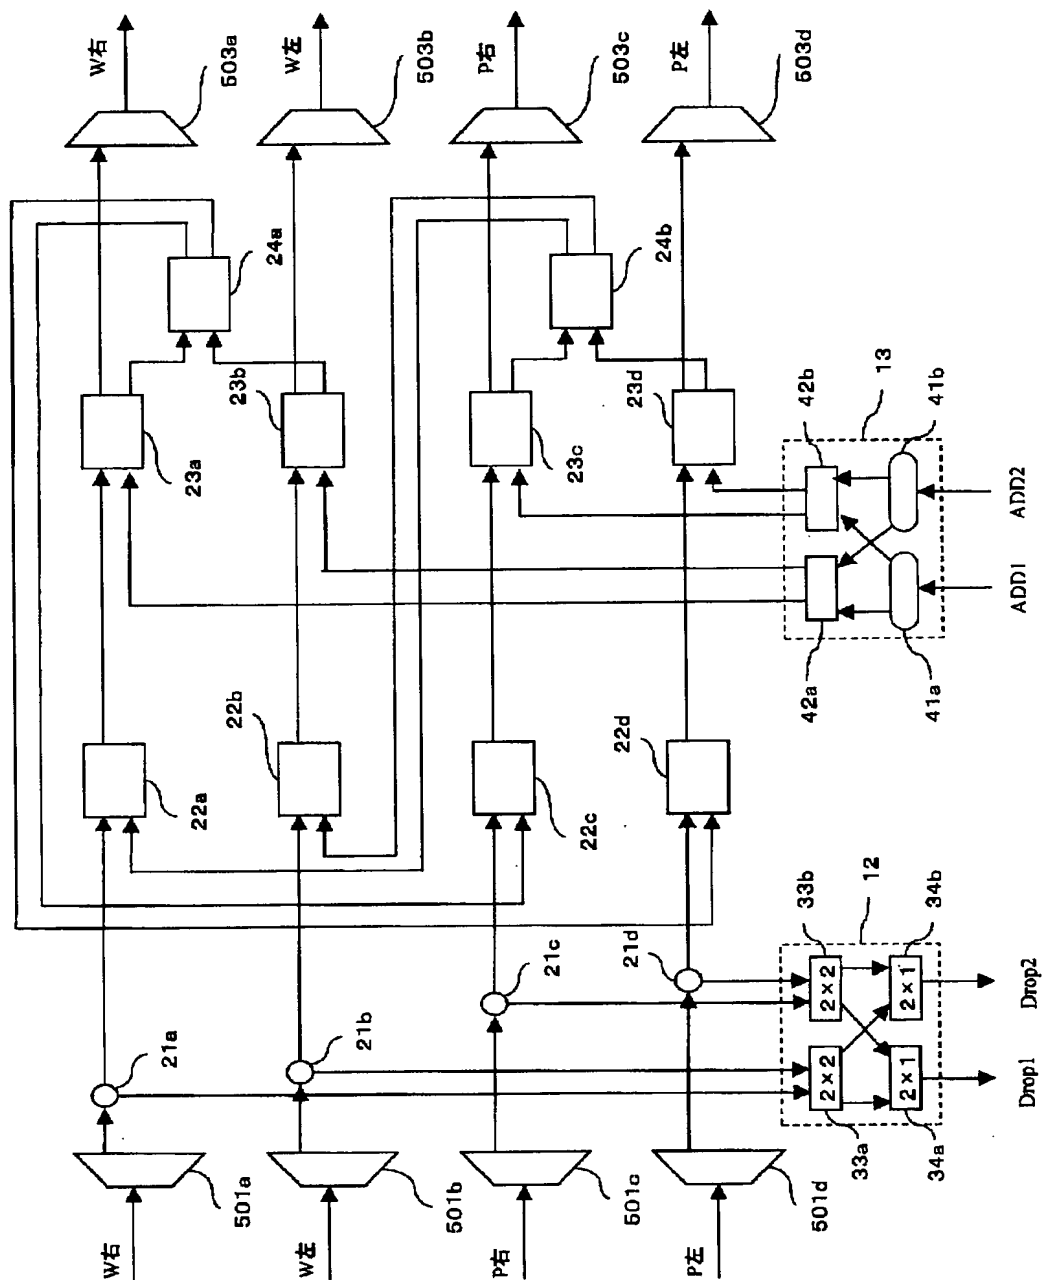 W右
503a
W左
503b
P右
503c
P左
503d
24a
24b
23a
23b
23c
23d
42b
13
41b
ADD2
ADD1
42a
41a
22a
22b
22c
22d
33b
12
34b
21a
21b
21c
21d
2×2
2×1
Drop2
2×2
2×1
Drop1
33a
34a
501a
501b
501c
501d
W右
W左
P右
P左